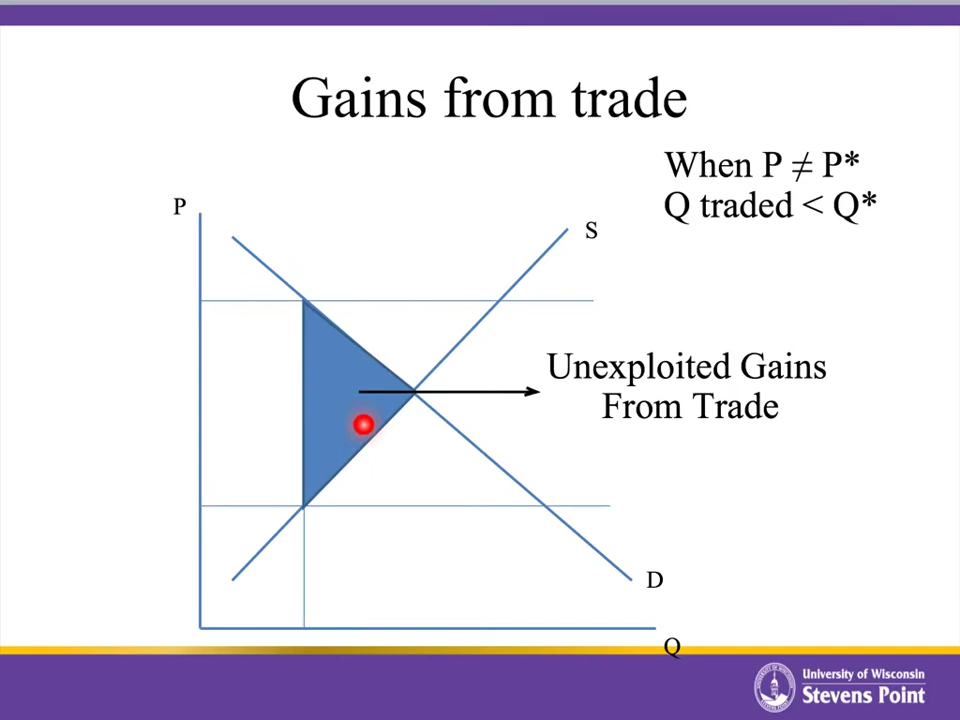 Gains from trade
When P ≠ P*
Q traded < Q*
P
S
Unexploited Gains
From Trade
D
Q
University of Wisconsin
Stevens Point